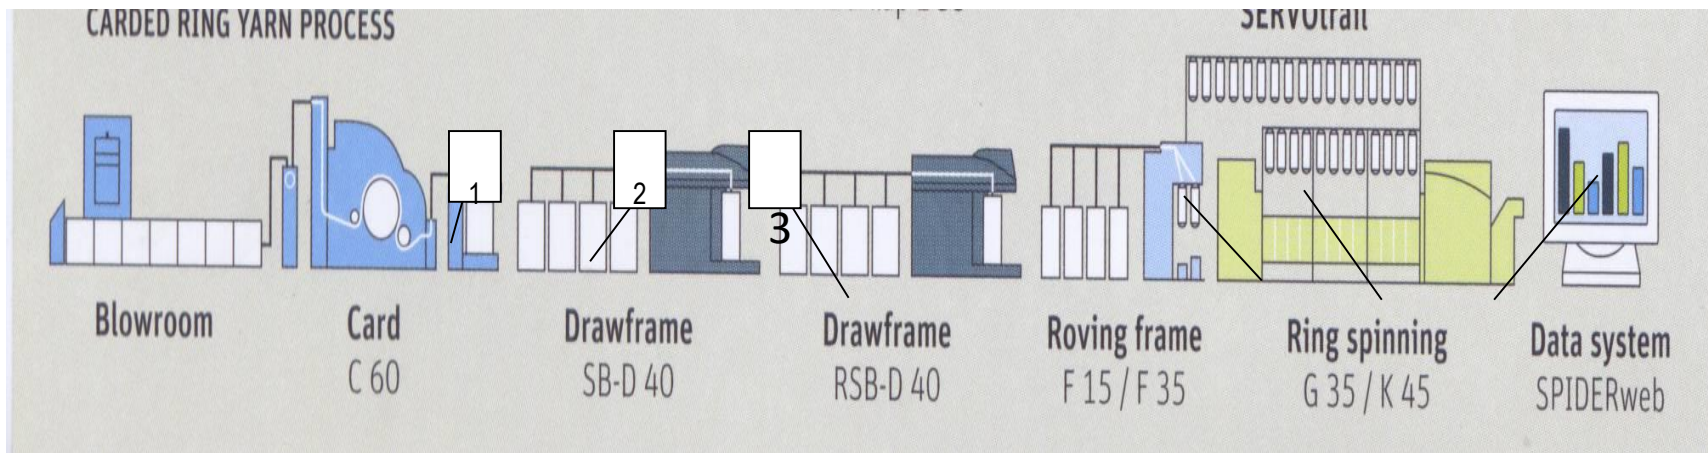 CARDED RING YARN PROCESS
SERVOtrail
1
2
3
Blowroom
Card
C 60
Drawframe
SB-D 40
Drawframe
RSB-D 40
Roving frame
F 15 / F 35
Ring spinning
G 35 / K 45
Data system
SPIDERweb